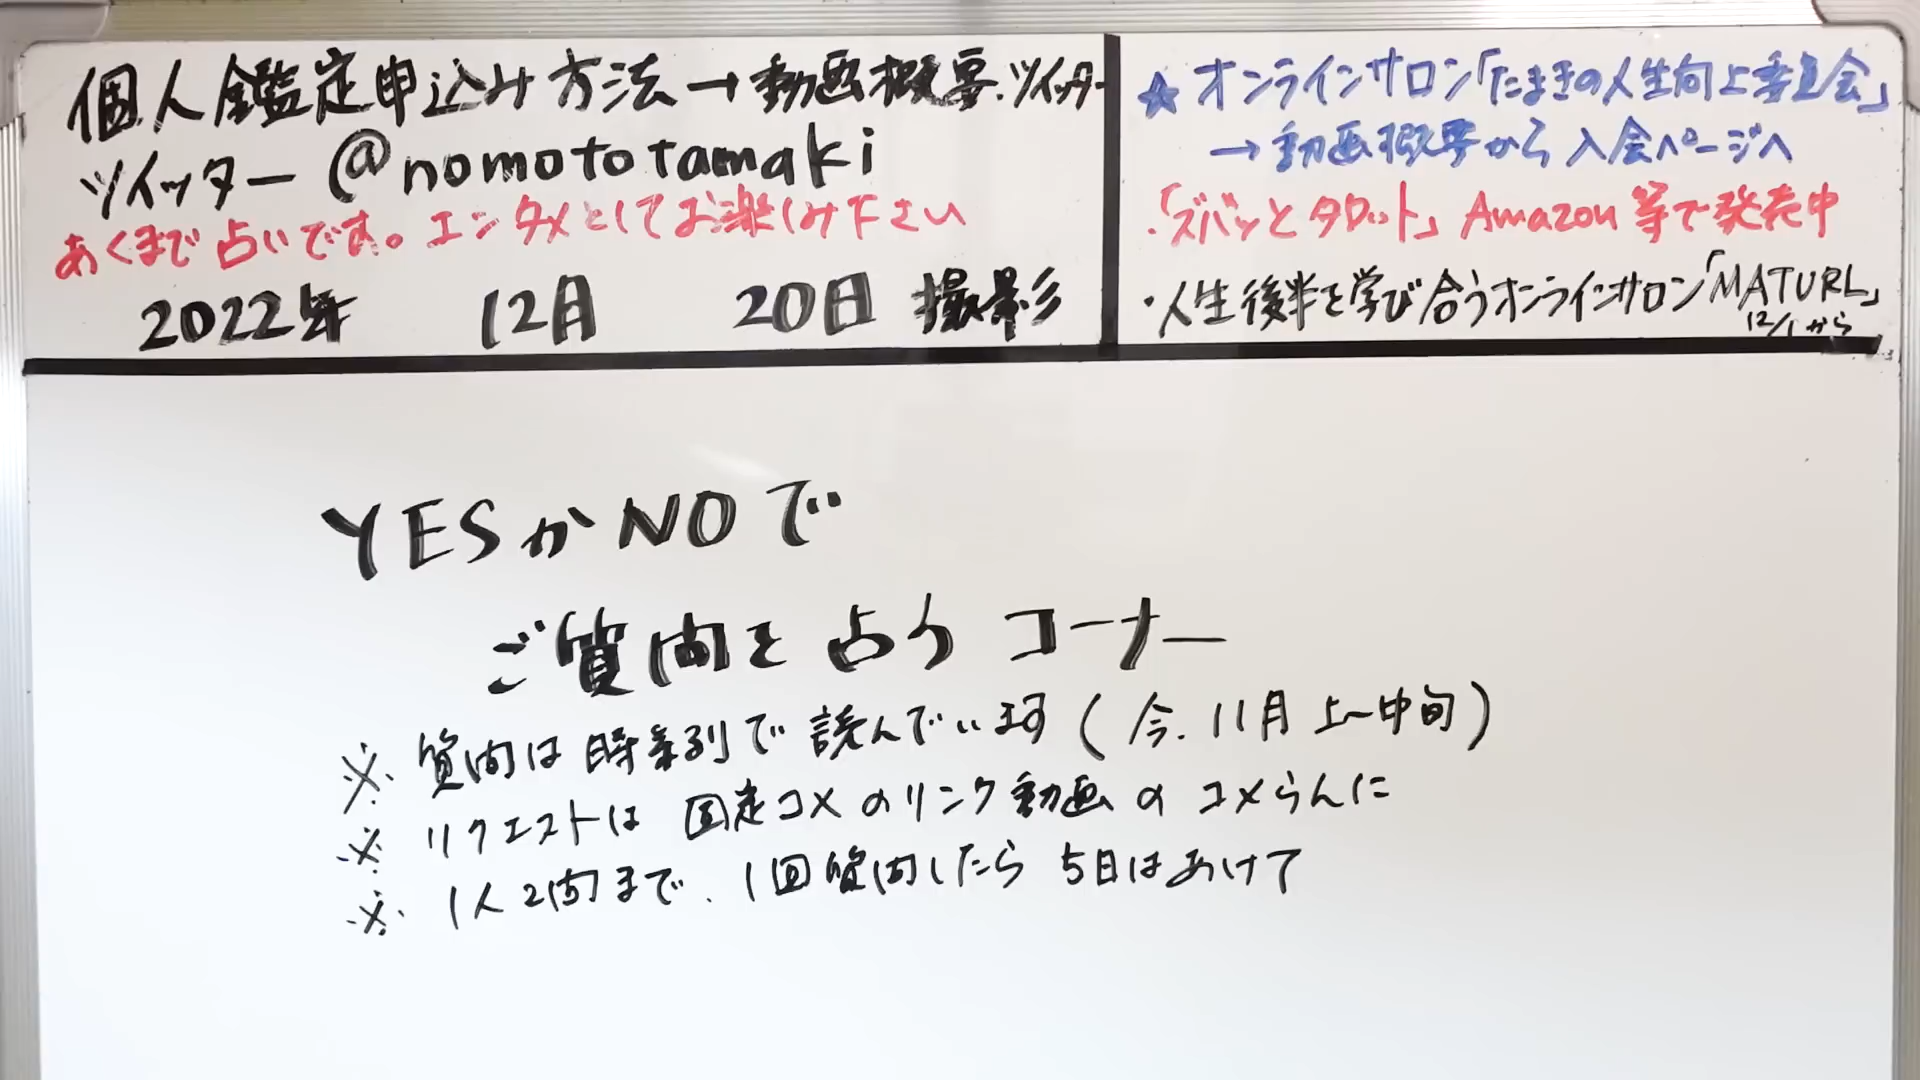 個人鑑定申込み方法→動画概要.ツイッター
ツイッター@nomototamaki
あくまで占いです。エンタメとしてお楽しみ下さい
2022年 12月 20日 撮影
☆オンラインサロン「たまきの人生向上委員会」
→動画概要から入会ページへ
・「ズバッとタロット」Amazon等で発売中
・人生後半を学び合うオンラインサロン「MATURL」
12/1から
YESかNOで
ご質問を占うコーナー
※質問は時系列で読んでいます(今.11月上〜中旬)
※リクエストは固定コメのリンク動画のコメらんに
※1人2問まで.1回質問したら5日はあけて